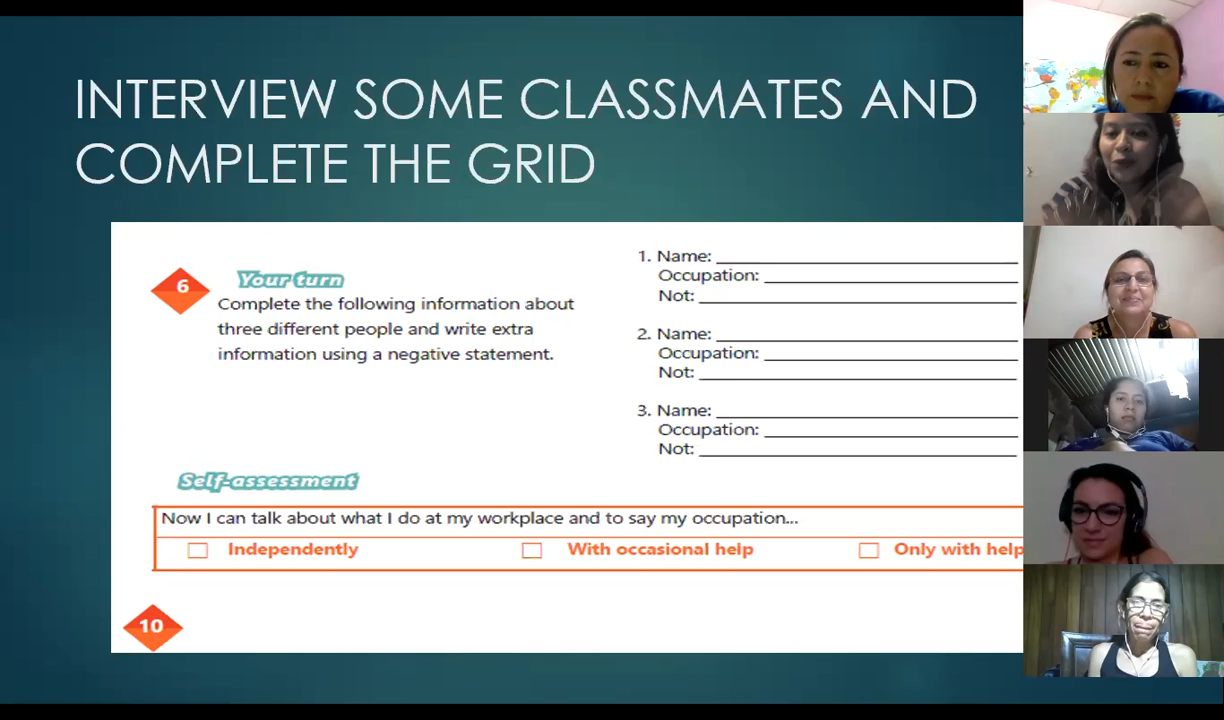 INTERVIEW SOME CLASSMATES AND
COMPLETE THE GRID
6
Your turn
Complete the following information about
three different people and write extra
information using a negative statement.
1. Name:
Occupation:
Not:
2. Name:
Occupation:
Not:
3. Name:
Occupation:
Not:
Self-assessment
Now I can talk about what I do at my workplace and to say my occupation...
Independently
With occasional help
Only with help
10